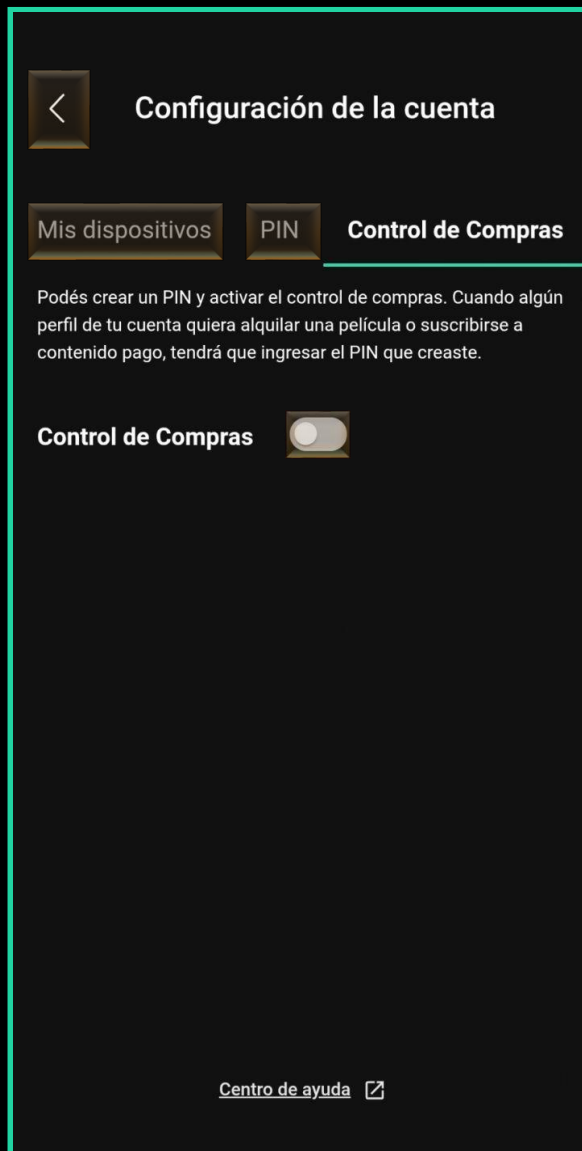 Configuración de la cuenta
Mis dispositivos PIN Control de Compras
Podés crear un PIN y activar el control de compras. Cuando algún
perfil de tu cuenta quiera alquilar una película o suscribirse a
contenido pago, tendrá que ingresar el PIN que creaste.
Control de Compras
Centro de ayuda